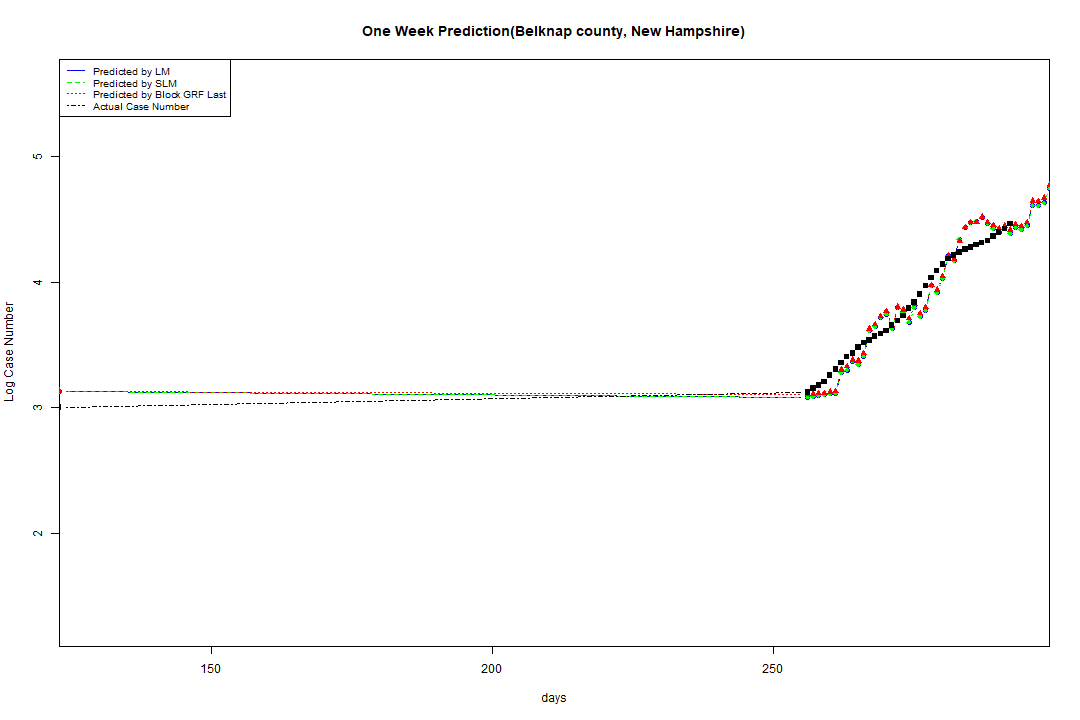 One Week Prediction(Belknap county, New Hampshire)
Predicted by LM
Predicted by SLM
Predicted by Block GRF Last
Actual Case Number
Log Case Number
5
4
3
2
150
200
250
days